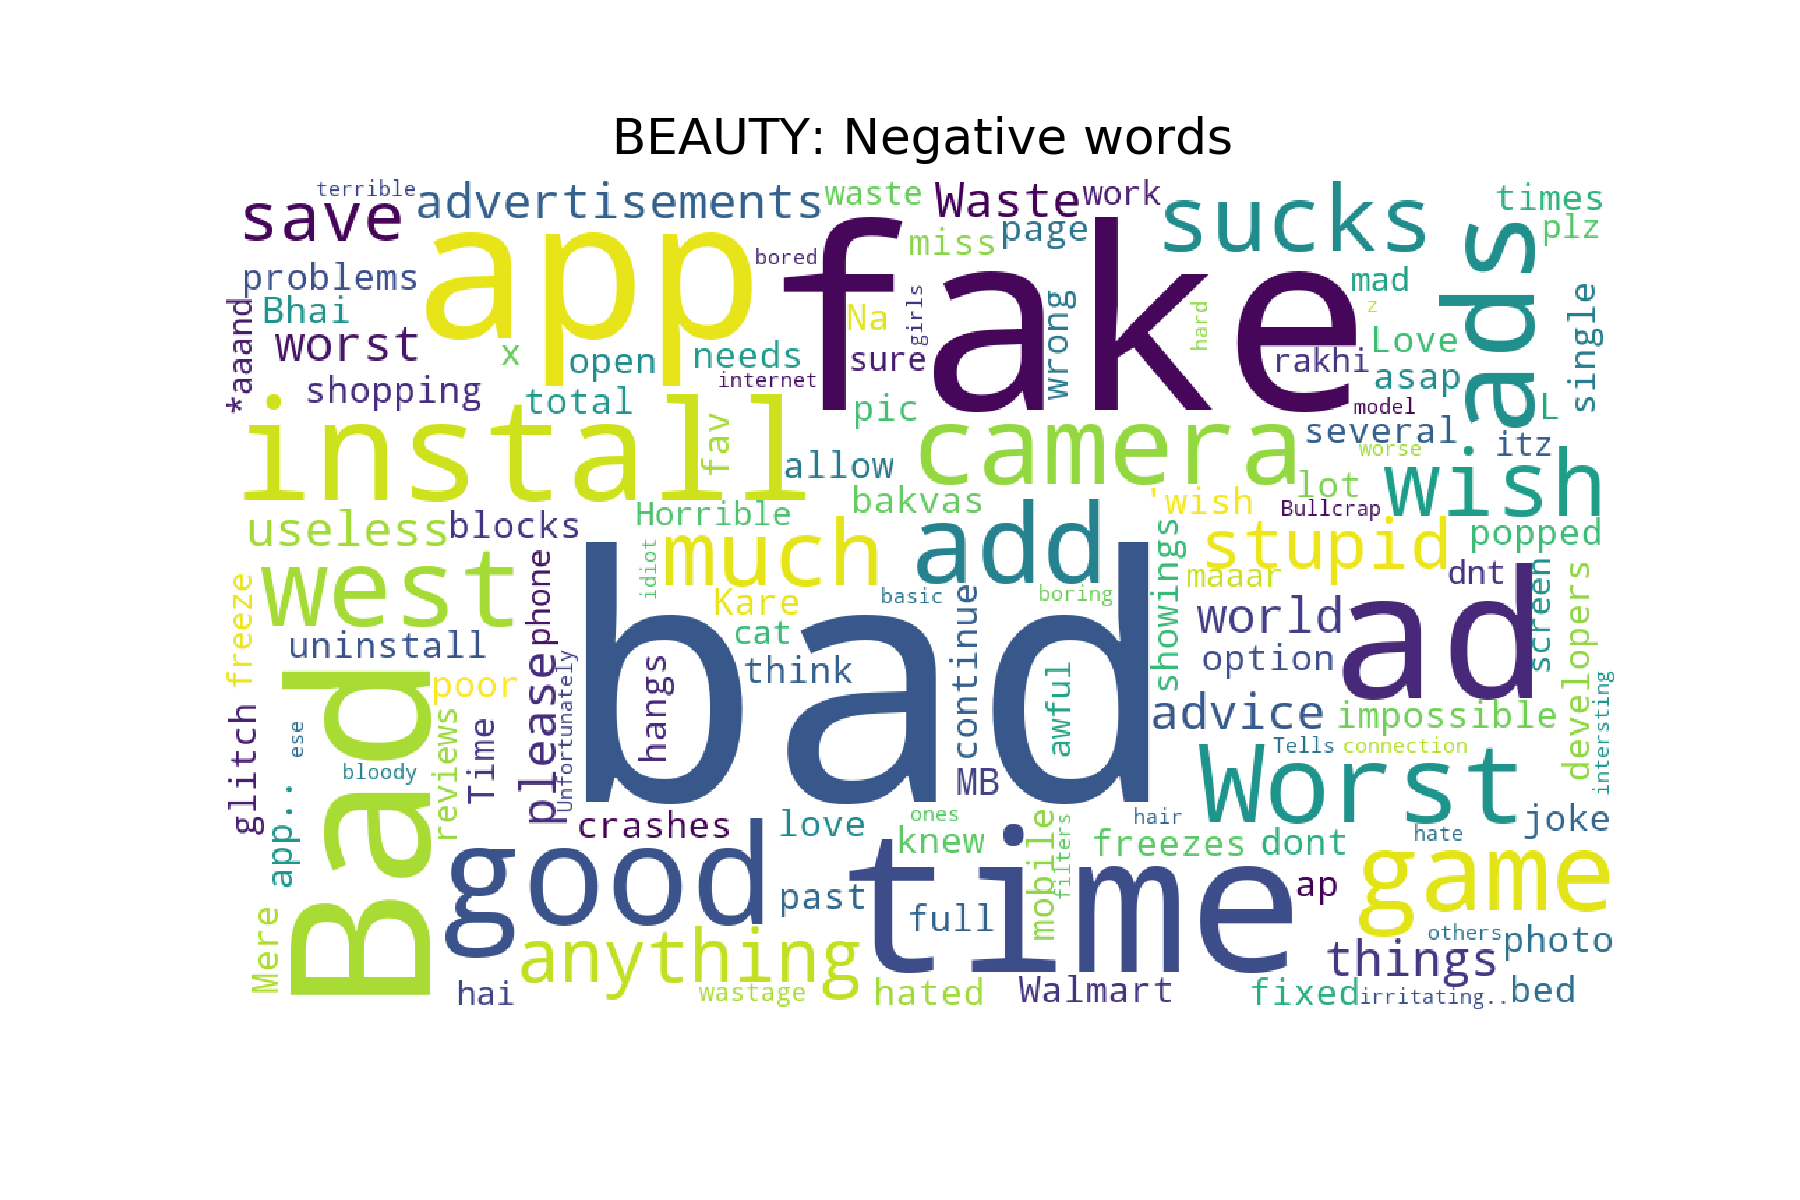 BEAUTY: Negative words
terrible
save
advertisements
waste
Waste
work
sucks
times
plz
app
fake
ads
miss
page
bored
problems
mad
z
single
*aaand
Bhai
Na
girls
wrong
hard
Love
worst
x
open
needs
sure
rakhi
asap
internet
shopping
total
pic
model
L
install
fav
camera
several
itz
worse
allow
wish
lot
bakvas
'wish
Bullcrap
Horrible
useless
blocks
much
add
stupid
popped
west
idiot
showings
maaar
dnt
screen
developers
freeze
phone
Kare
basic
boring
bad
ad
world
cat
continue
uninstall
think
option
please
Unfortunately
hangs
awful
poor
Bad
advice
impossible
intersting
glitch
ese
reviews
Time
Tells
connection
Worst
bloody
MB
app..
crashes
love
ones
knew
mobile
filters
hair
freezes
dont
hate
joke
good
time
game
past
ap
full
Mere
anything
things
others
photo
hai
wastage
hated
Walmart
fixed
irritating..
bed